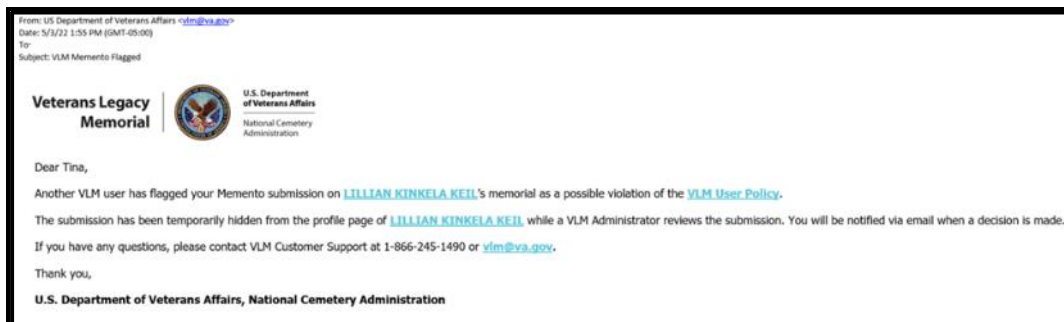 From: US Department of Veterans Affairs <vlm@va.gov>
Date: 5/3/22 1:55 PM (GMT-05:00)
To:
Subject: VLM Memento Flagged
Veterans Legacy
Memorial
U.S. Department
of Veterans Affairs
National Cemetery
Administration
Dear Tina,
Another VLM user has flagged your Memento submission on LILLIAN KINKELA KEIL's memorial as a possible violation of the VLM User Policy.
The submission has been temporarily hidden from the profile page of LILLIAN KINKELA KEIL while a VLM Administrator reviews the submission. You will be notified via email when a decision is made.
If you have any questions, please contact VLM Customer Support at 1-866-245-1490 or vlm@va.gov.
Thank you,
U.S. Department of Veterans Affairs, National Cemetery Administration